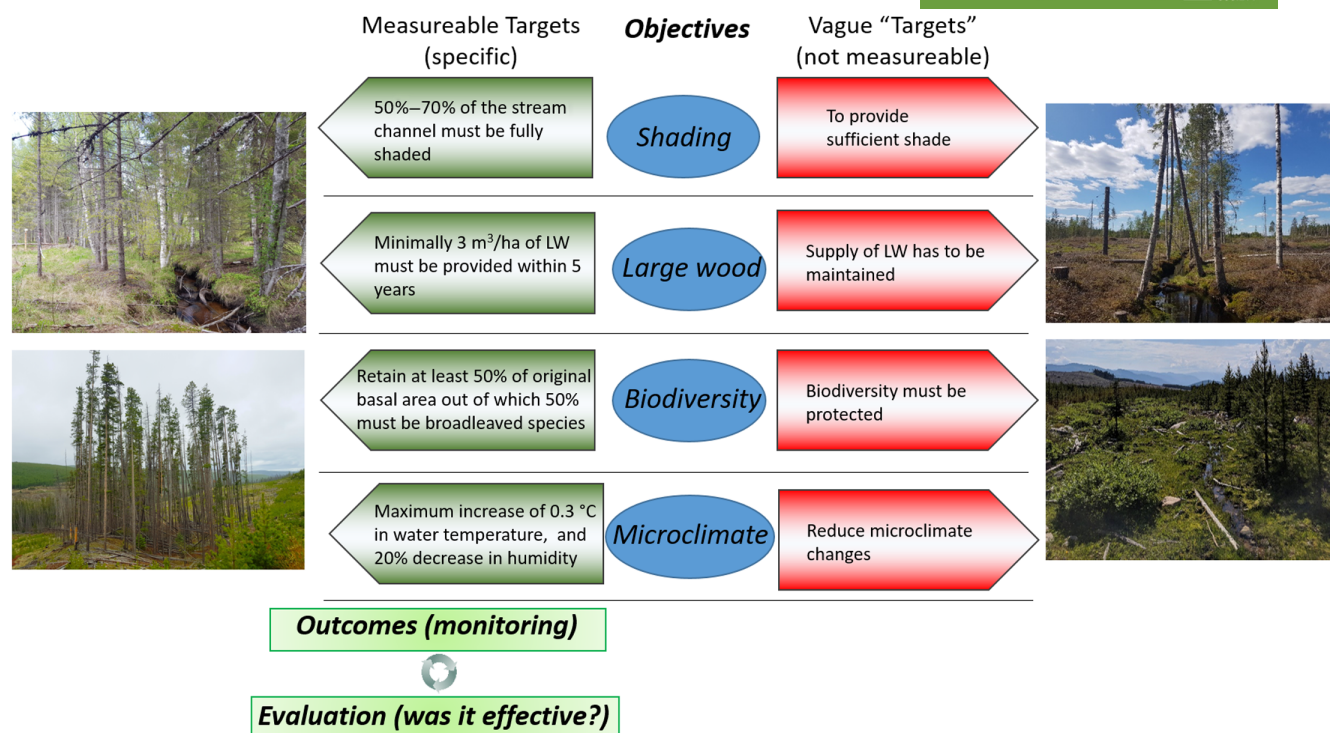 Measureable Targets
(specific)
Objectives
Vague “Targets”
(not measureable)
50%–70% of the stream
channel must be fully
shaded
Shading
To provide
sufficient shade
Minimally 3 m³/ha of LW
must be provided within 5
years
Large wood
Supply of LW has to be
maintained
Retain at least 50% of original
basal area out of which 50%
must be broadleaved species
Biodiversity
Biodiversity must be
protected
Maximum increase of 0.3 °C
in water temperature, and
20% decrease in humidity
Microclimate
Reduce microclimate
changes
Outcomes (monitoring)
Evaluation (was it effective?)